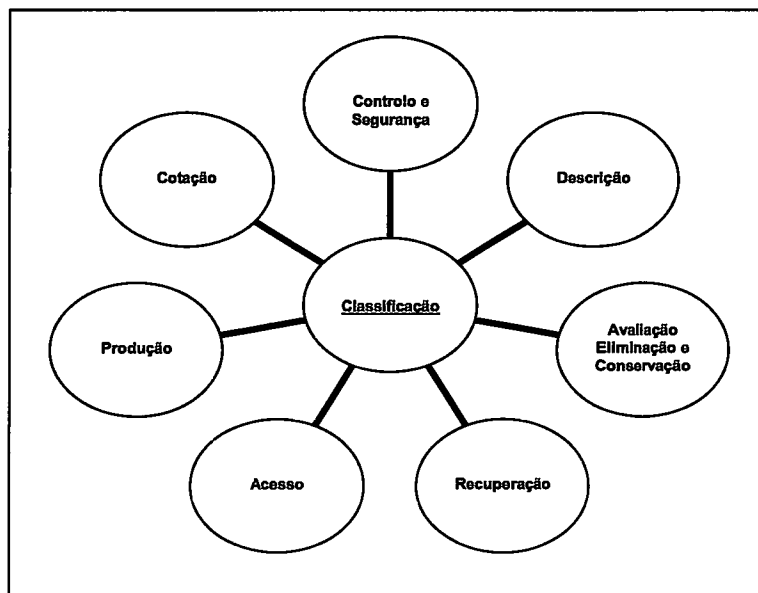 Controlo e
Segurança
Cotação
Descrição
Classificação
Produção
Avaliação
Eliminação e
Conservação
Acesso
Recuperação